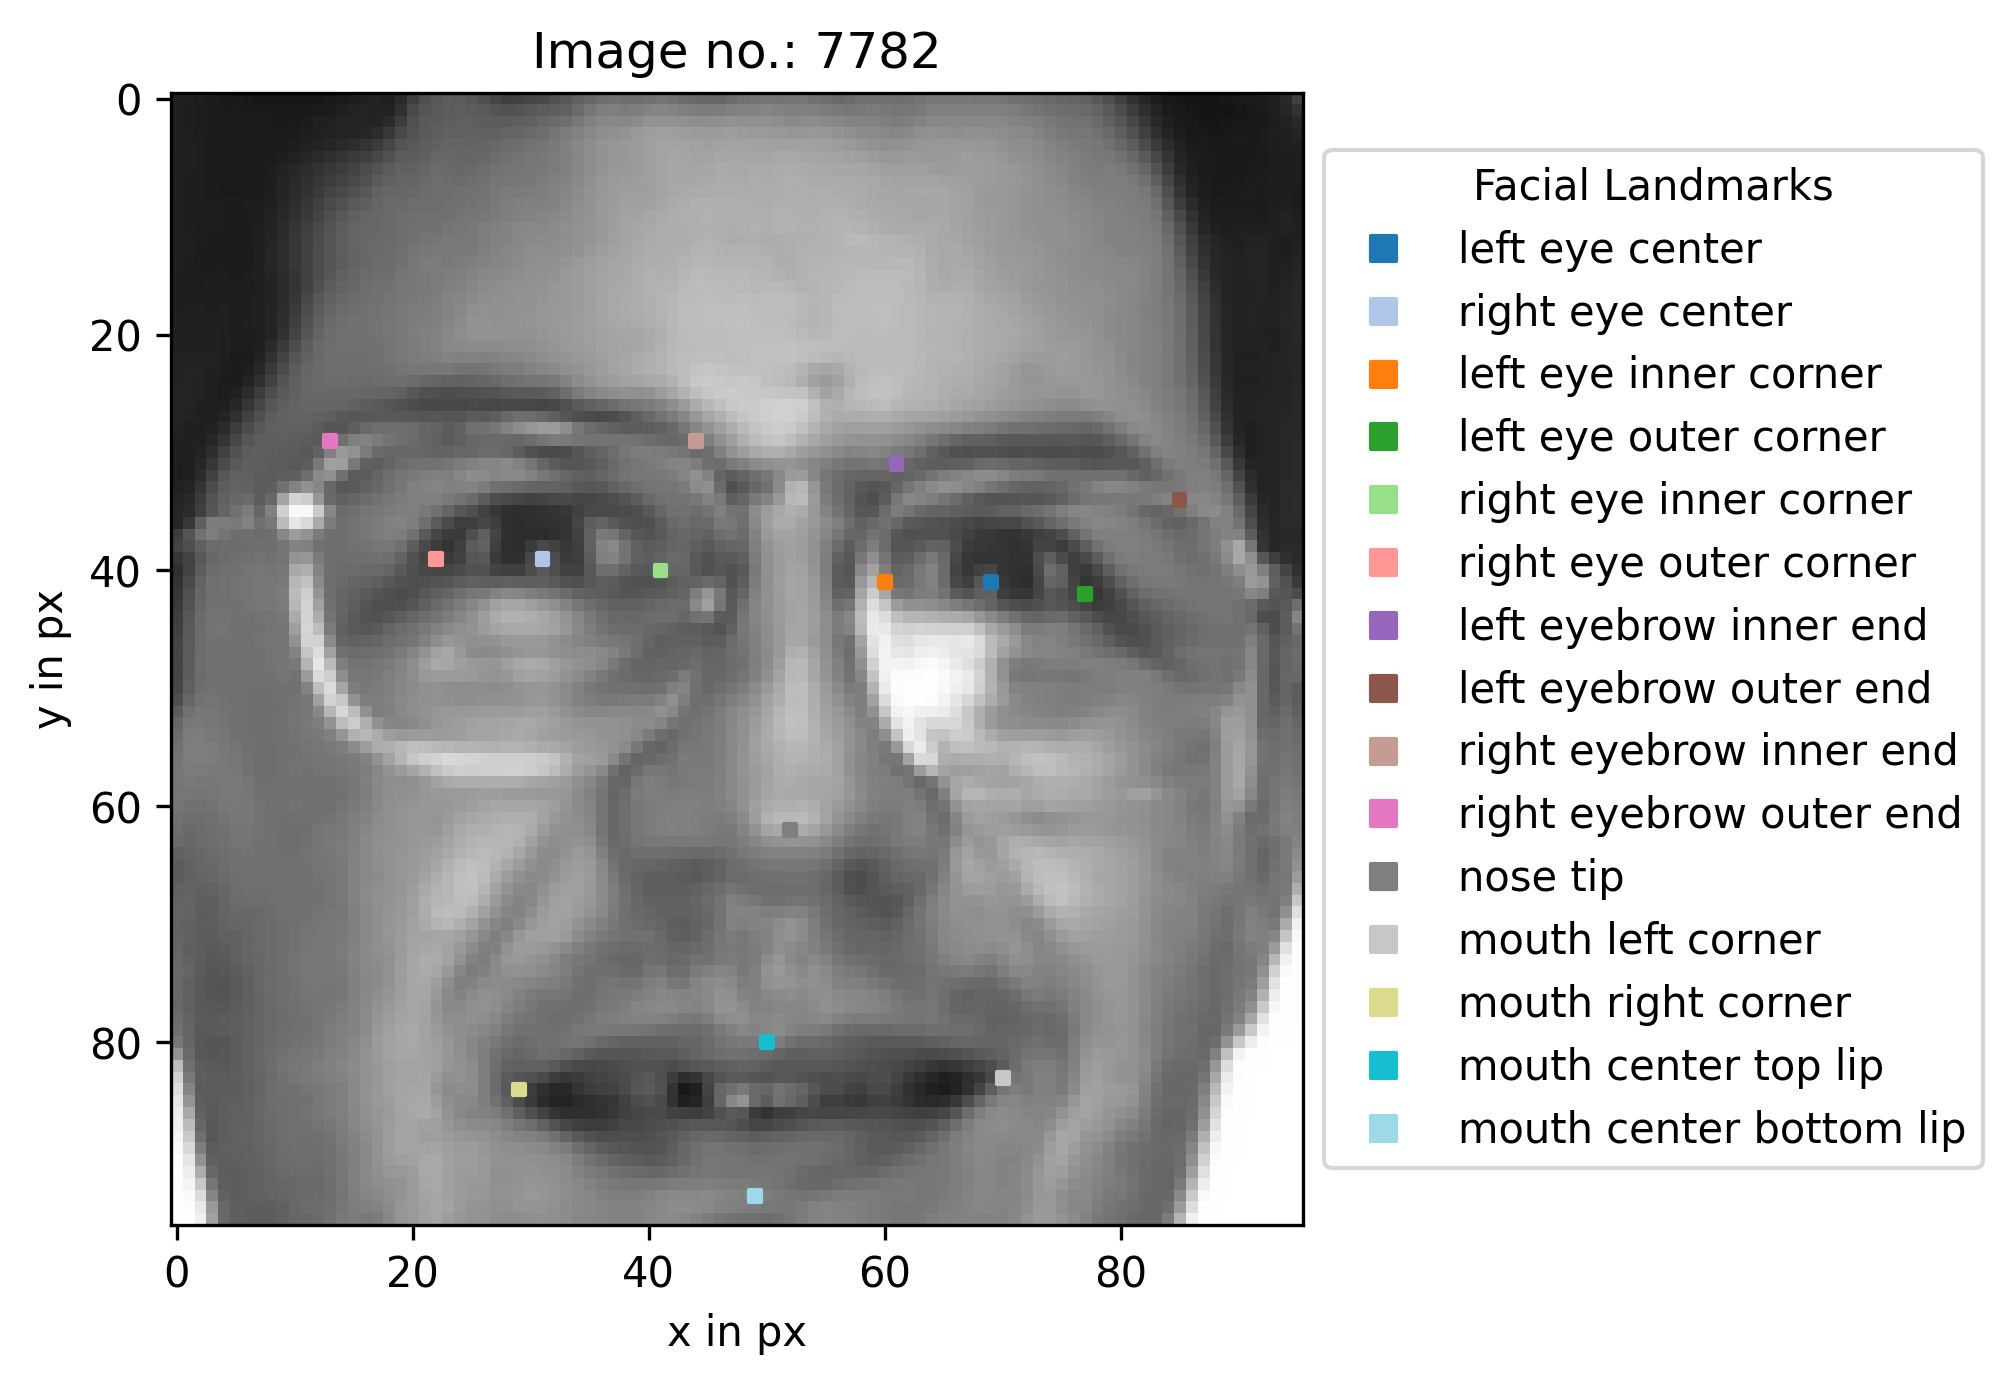 Image no.: 7782
0
20
40
60
80
y in px
0 20 40 60 80
x in px
Facial Landmarks
left eye center
right eye center
left eye inner corner
left eye outer corner
right eye inner corner
right eye outer corner
left eyebrow inner end
left eyebrow outer end
right eyebrow inner end
right eyebrow outer end
nose tip
mouth left corner
mouth right corner
mouth center top lip
mouth center bottom lip